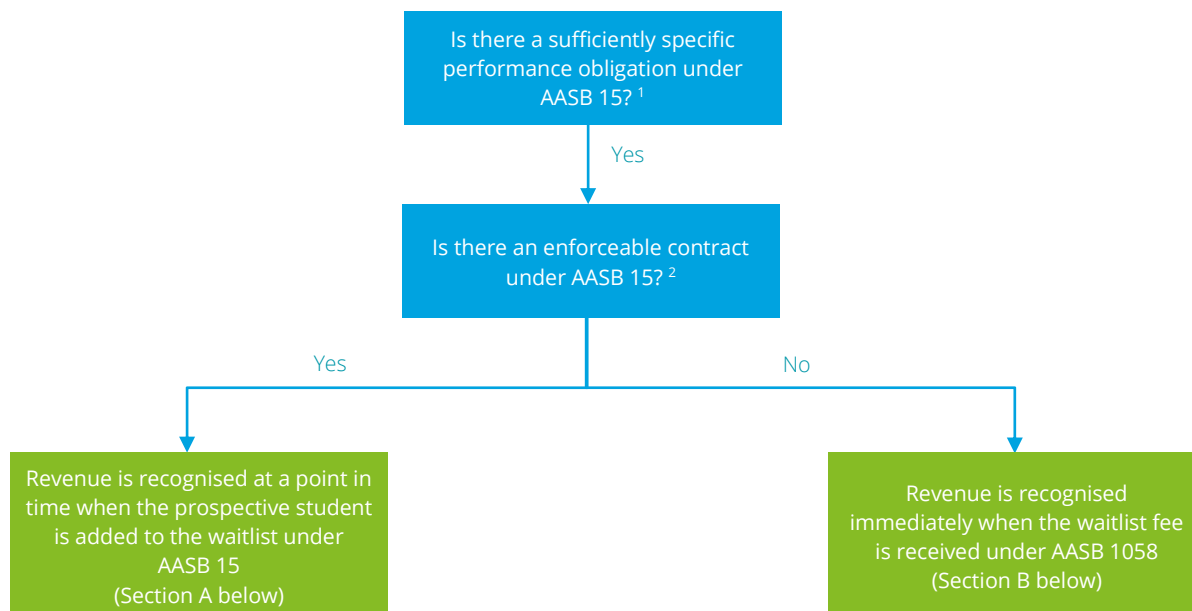 Is there a sufficiently specific
performance obligation under
AASB 15? 1
Yes
Is there an enforceable contract
under AASB 15? 2
Yes
No
Revenue is recognised at a point in
time when the prospective student
is added to the waitlist under
AASB 15
(Section A below)
Revenue is recognised
immediately when the waitlist fee
is received under AASB 1058
(Section B below)